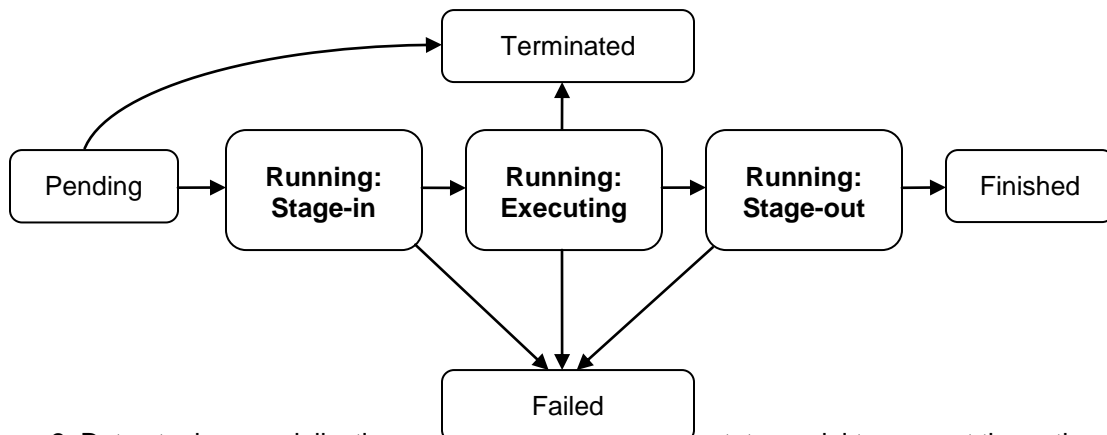 Terminated
Pending
Running:
Stage-in
Running:
Executing
Running:
Stage-out
Finished
Failed